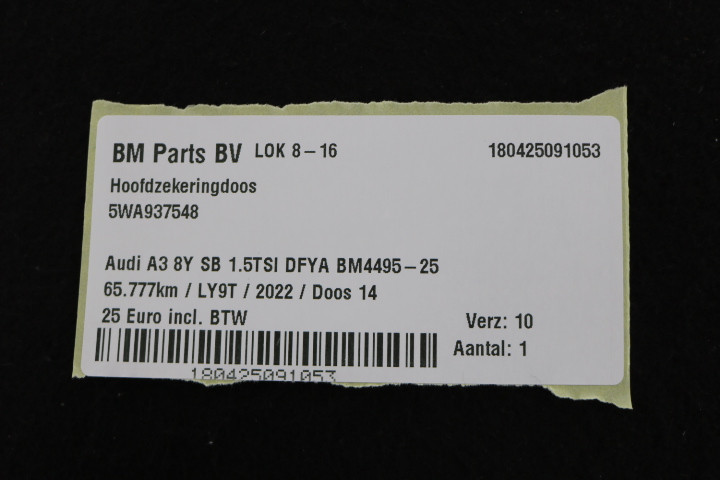 BM Parts BV LOK 8-16 180425091053
Hoofdzekeringdoos
5WA937548
Audi A3 8Y SB 1.5TSI DFYA BM4495-25
65.777km / LY9T / 2022 / Doos 14
25 Euro incl. BTW Verz: 10
Aantal: 1
180425091053